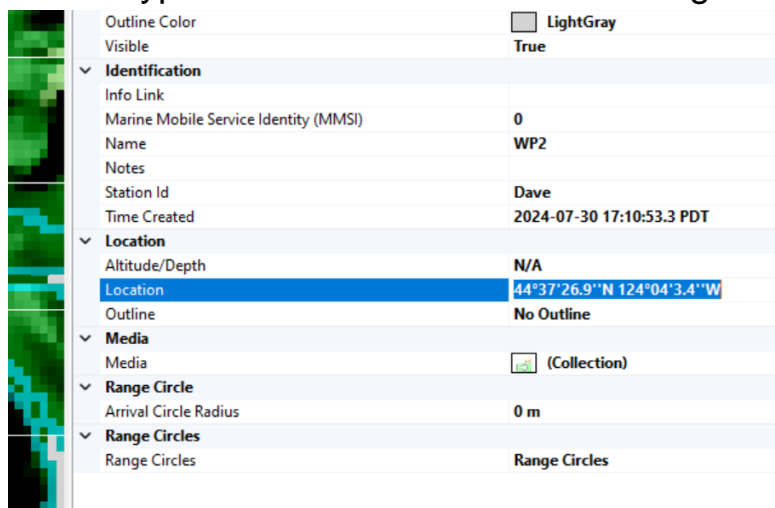 Outline Color LightGray
Visible True
Identification
Info Link
Marine Mobile Service Identity (MMSI) 0
Name WP2
Notes
Station Id Dave
Time Created 2024-07-30 17:10:53.3 PDT
Location
Altitude/Depth N/A
Location 44°37'26.9''N 124°04'3.4''W
Outline No Outline
Media
Media (Collection)
Range Circle
Arrival Circle Radius 0 m
Range Circles
Range Circles Range Circles